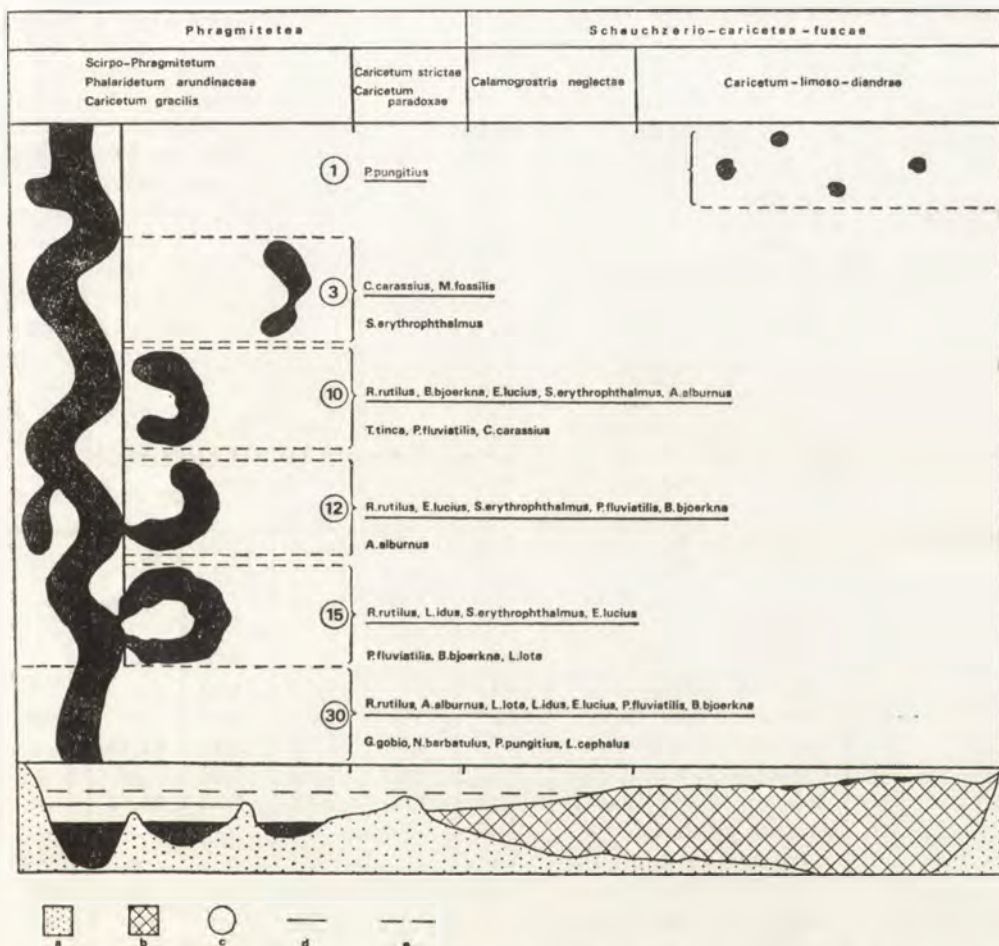 Phragmitetea
Scheuchzerio-caricetea-fuscae
Scirpo-Phragmitetum
Phalaridetum arundinaceae
Caricetum gracilis
Caricetum strictae
Caricetum
paradoxae
Calamogrostris neglectae
Caricetum-limoso-diandrae
1 P.pungitius
3 C.carassius, M.fossilis
S.erythrophthalmus
10 R.rutilus, B.bjoerkna, E.lucius, S.erythrophthalmus, A.alburnus
T.tinca, P.fluviatilis, C.carassius
12 R.rutilus, E.lucius, S.erythrophthalmus, P.fluviatilis, B.bjoerkna
A.alburnus
15 R.rutilus, L.idus, S.erythrophthalmus, E.lucius
P.fluviatilis, B.bjoerkna, L.lota
30 R.rutilus, A.alburnus, L.lota, L.idus, E.lucius, P.fluviatilis, B.bjoerkna
G.gobio, N.barbatulus, P.pungitius, L.cephalus
a b c d e